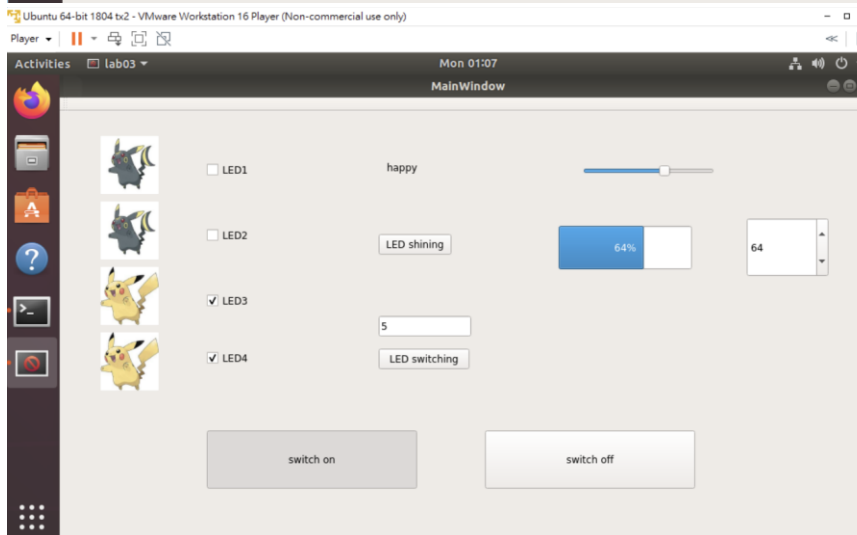 Ubuntu 64-bit 1804 tx2 - VMware Workstation 16 Player (Non-commercial use only)
Player
Activities lab03 Mon 01:07
MainWindow
LED1 happy
LED2 LED shining 64% 64
LED3
5
LED4 LED switching
switch on switch off